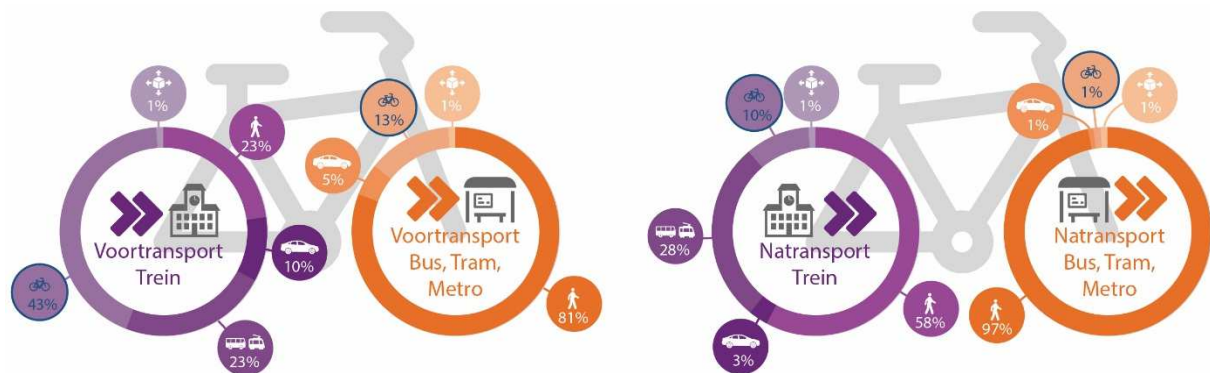 1%
23%
10%
23%
43%
Voortransport
Trein
13%
1%
5%
81%
Voortransport
Bus, Tram,
Metro
10%
1%
28%
3%
58%
Natransport
Trein
1%
1%
1%
97%
Natransport
Bus, Tram,
Metro